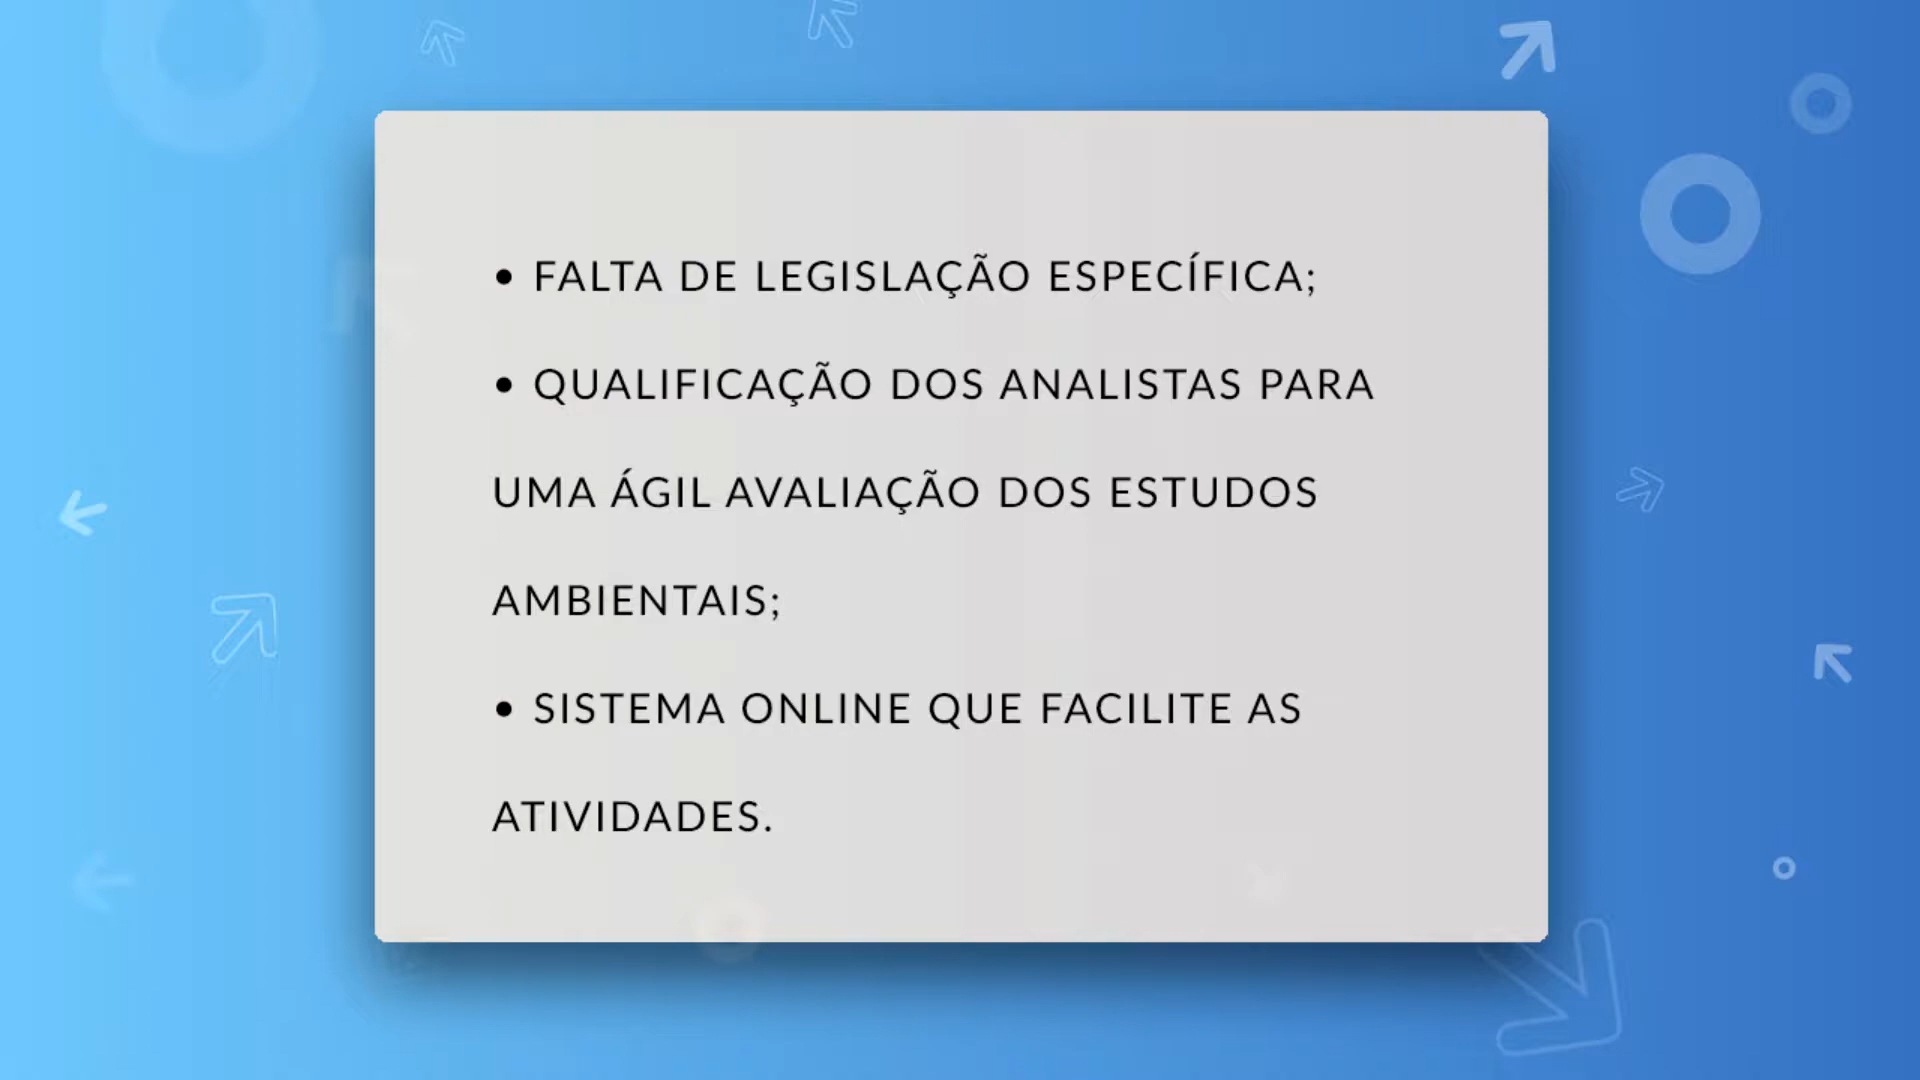 • FALTA DE LEGISLAÇÃO ESPECÍFICA;
• QUALIFICAÇÃO DOS ANALISTAS PARA
UMA ÁGIL AVALIAÇÃO DOS ESTUDOS
AMBIENTAIS;
• SISTEMA ONLINE QUE FACILITE AS
ATIVIDADES.